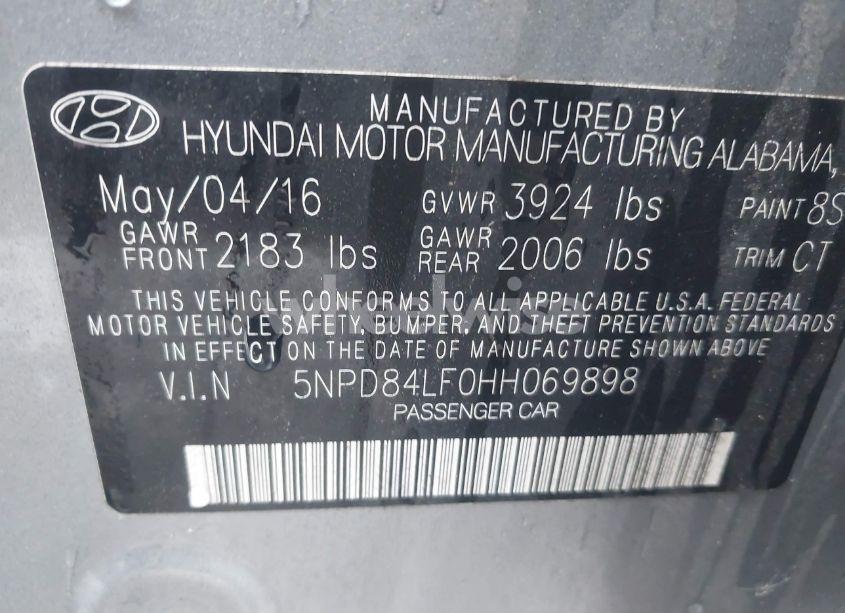 MANUFACTURED BY
HYUNDAI MOTOR MANUFACTURING ALABAMA,
May/04/16 GVWR 3924 lbs PAINT 8S
GAWR FRONT 2183 lbs GAWR REAR 2006 lbs TRIM CT
THIS VEHICLE CONFORMS TO ALL APPLICABLE U.S.A. FEDERAL
MOTOR VEHICLE SAFETY, BUMPER, AND THEFT PREVENTION STANDARDS
IN EFFECT ON THE DATE OF MANUFACTURE SHOWN ABOVE
V.I.N 5NPD84LF0HH069898
PASSENGER CAR